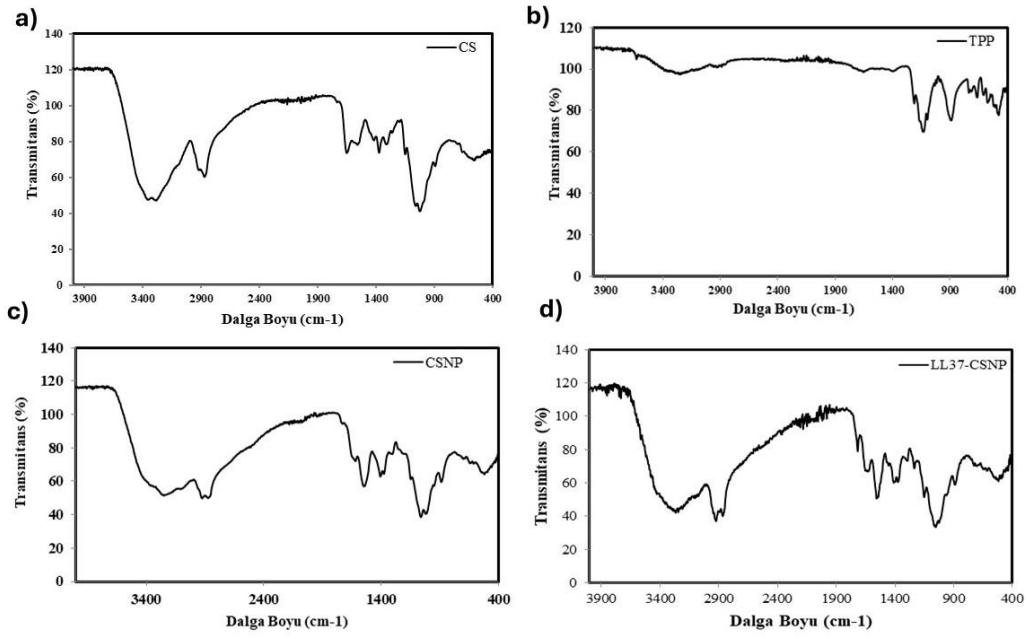 a)
140
120
100
80
60
40
20
0
Transmitans (%)
CS
3900 3400 2900 2400 1900 1400 900 400
Dalga Boyu (cm-1)
b)
120
100
80
60
40
20
0
Transmitans (%)
TPP
3900 3400 2900 2400 1900 1400 900 400
Dalga Boyu (cm-1)
c)
140
120
100
80
60
40
20
0
Transmitans (%)
CSNP
3400 2400 1400 400
Dalga Boyu (cm-1)
d)
140
120
100
80
60
40
20
0
Transmitans (%)
LL37-CSNP
3900 3400 2900 2400 1900 1400 900 400
Dalga Boyu (cm-1)